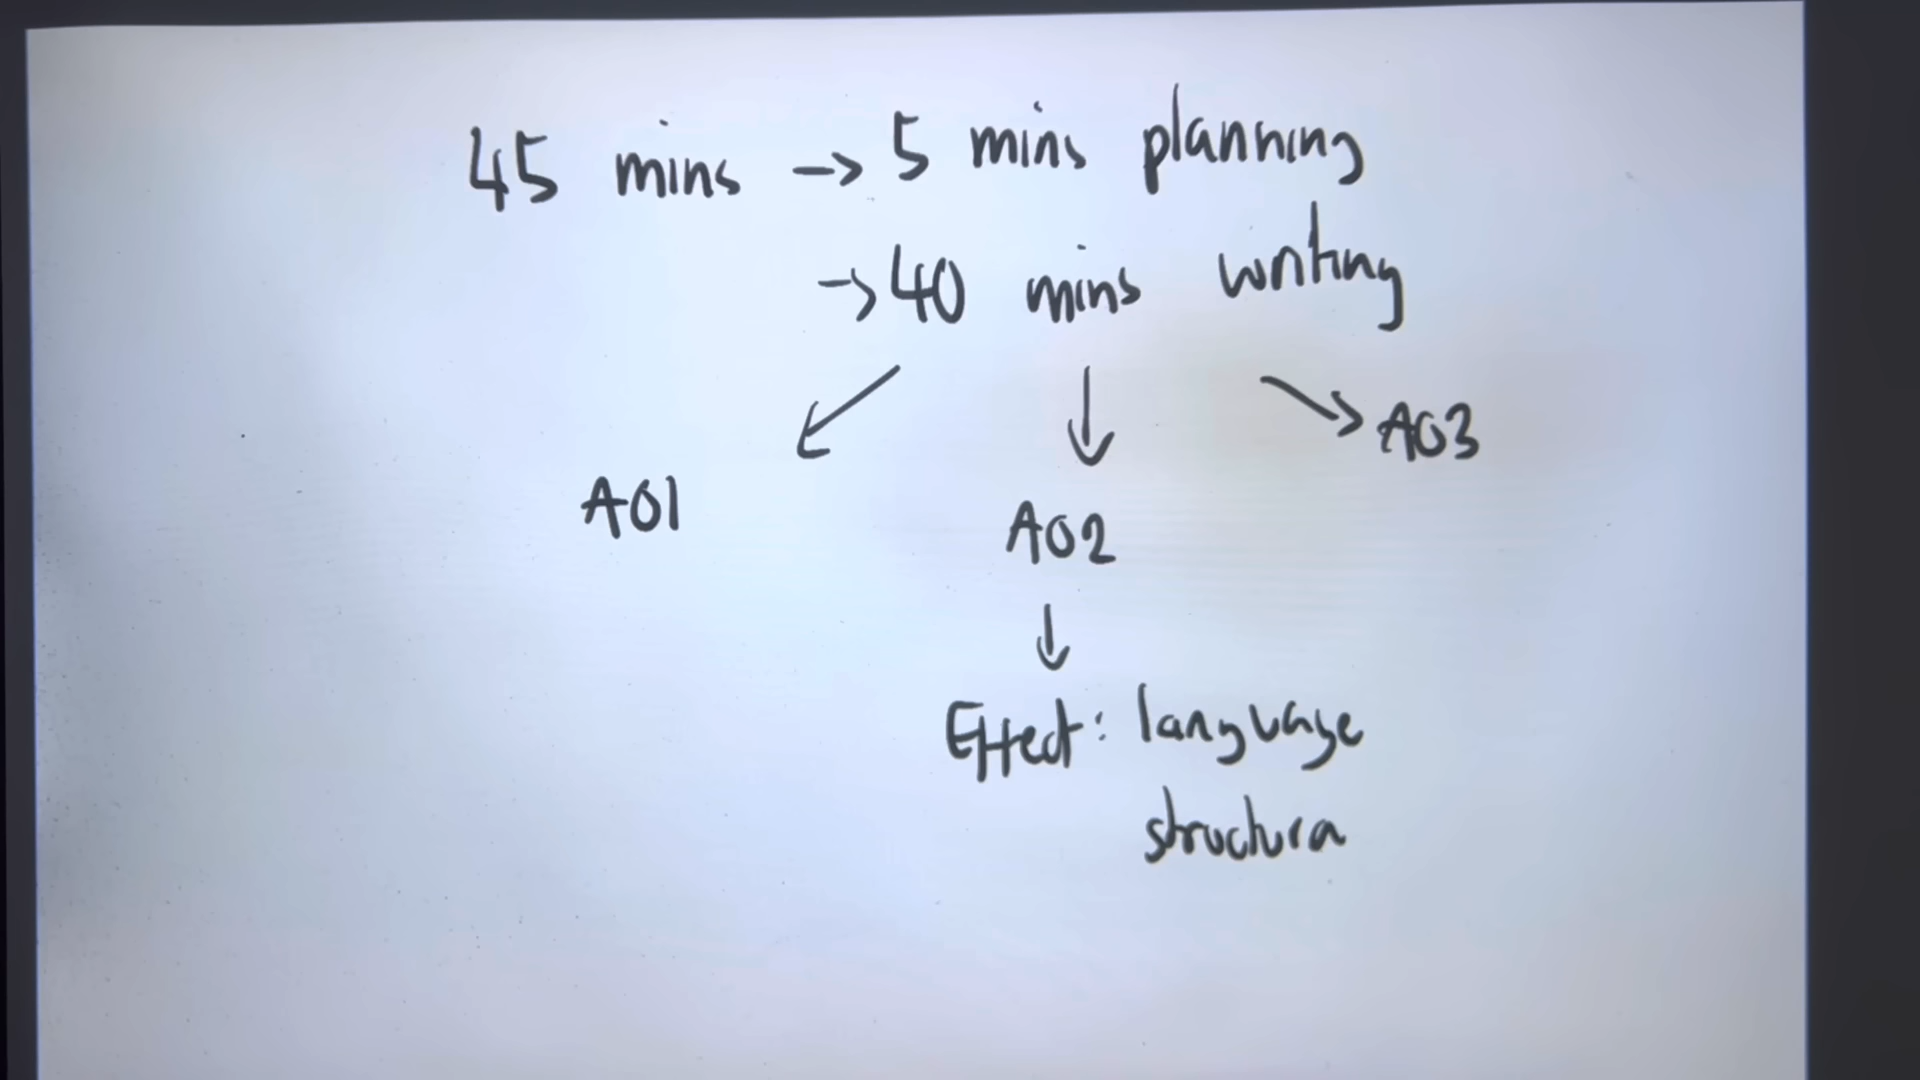 45 mins → 5 mins planning
→ 40 mins writing
AO1
AO2
AO3
Effect: language
structura